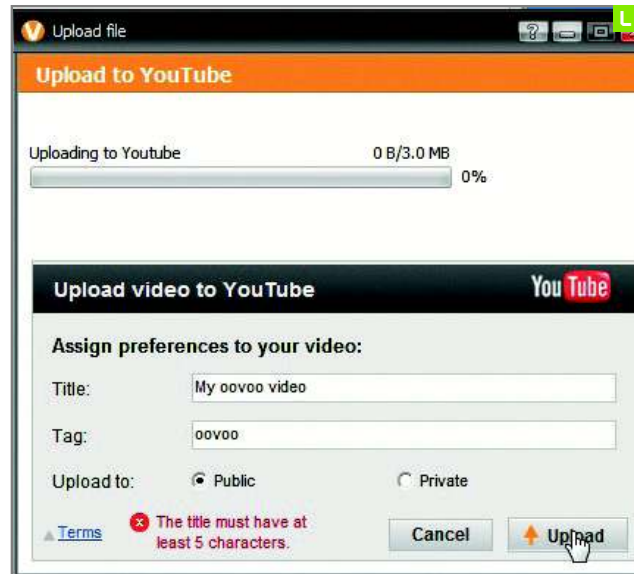 L
Upload file
Upload to YouTube
Uploading to Youtube 0 B/3.0 MB
0%
Upload video to YouTube YouTube
Assign preferences to your video:
Title: My oovoo video
Tag: oovoo
Upload to: Public Private
Terms The title must have at least 5 characters. Cancel Upload